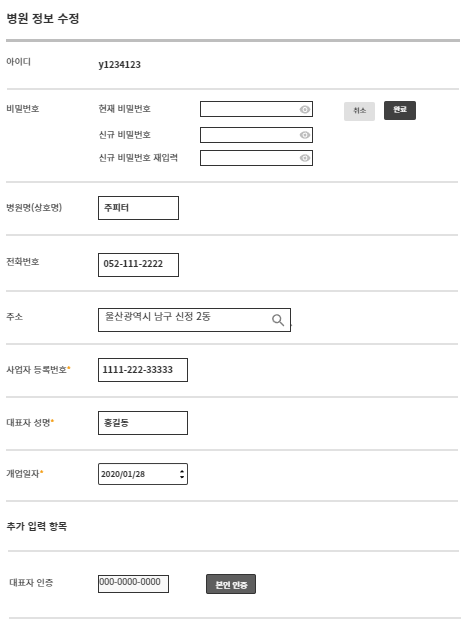 병원 정보 수정
아이디 y1234123
비밀번호 현재 비밀번호 취소 완료
신규 비밀번호
신규 비밀번호 재입력
병원명(상호명) 주피터
전화번호 052-111-2222
주소 울산광역시 남구 신정 2동
사업자 등록번호* 1111-222-33333
대표자 성명* 홍길동
개업일자* 2020/01/28
추가 입력 항목
대표자 인증 000-0000-0000 본인 인증